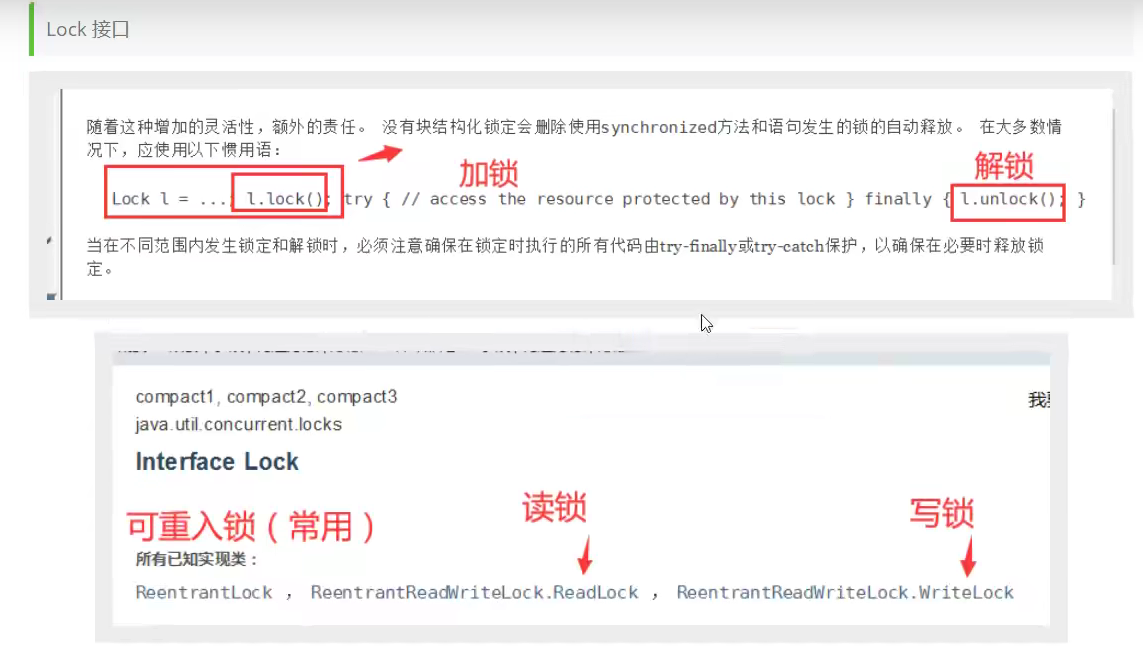 Lock 接口
随着这种增加的灵活性，额外的责任。 没有块结构化锁定会删除使用synchronized方法和语句发生的锁的自动释放。 在大多数情
况下，应使用以下惯用语：
加锁
解锁
Lock l = ...; l.lock(); try { // access the resource protected by this lock } finally { l.unlock(); }
当在不同范围内发生锁定和解锁时，必须注意确保在锁定时执行的所有代码由try-finally或try-catch保护，以确保在必要时释放锁
定。
compact1, compact2, compact3
我
java.util.concurrent.locks
Interface Lock
可重入锁（常用）
读锁
写锁
所有已知实现类：
ReentrantLock ， ReentrantReadWriteLock.ReadLock ， ReentrantReadWriteLock.WriteLock